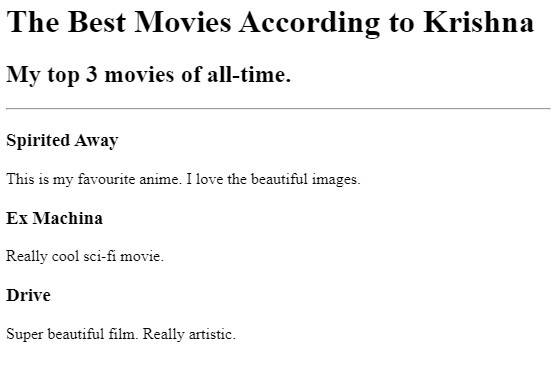 The Best Movies According to Krishna
My top 3 movies of all-time.
Spirited Away
This is my favourite anime. I love the beautiful images.
Ex Machina
Really cool sci-fi movie.
Drive
Super beautiful film. Really artistic.